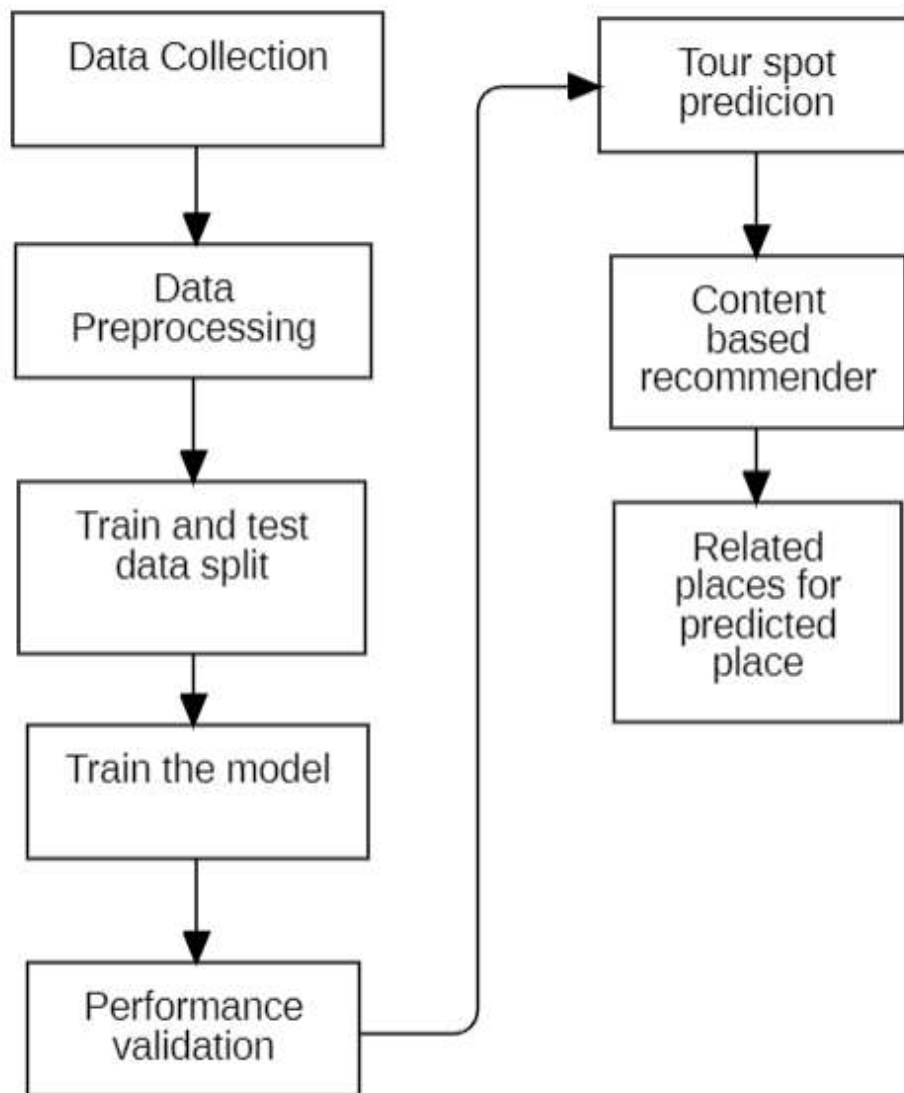 Data Collection
Data
Preprocessing
Train and test
data split
Train the model
Performance
validation
Tour spot
predicion
Content
based
recommender
Related
places for
predicted
place